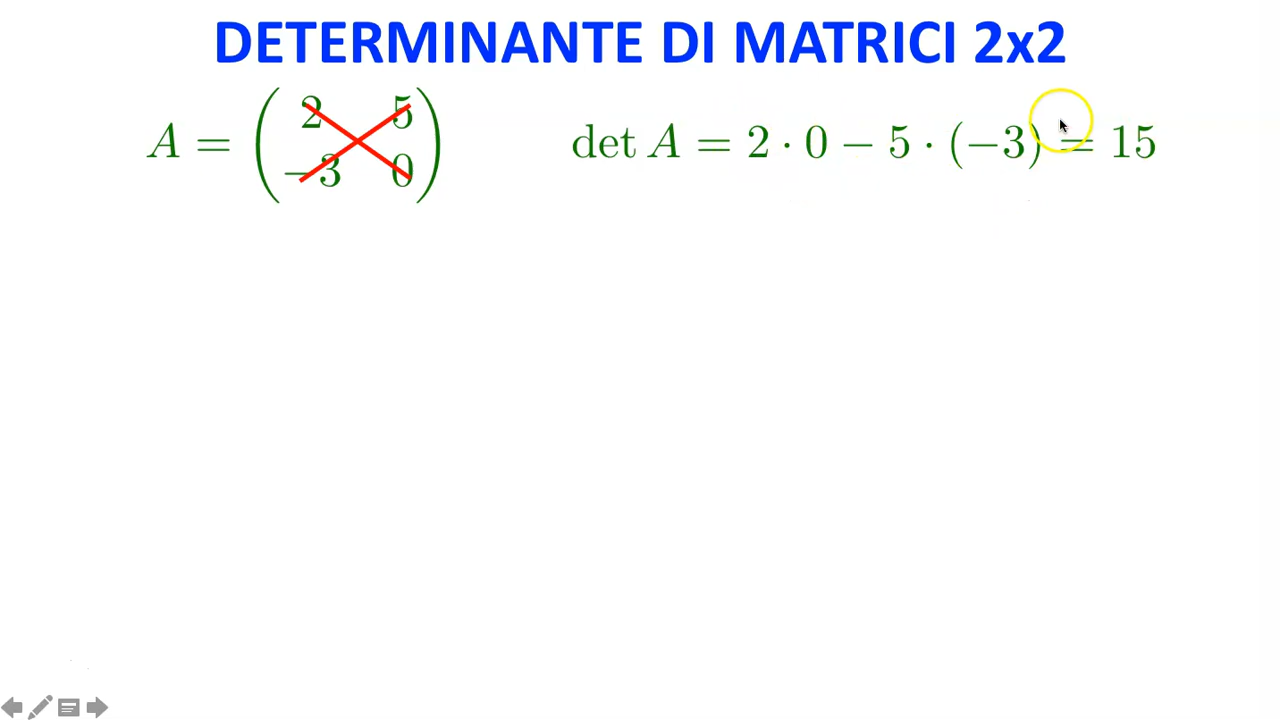 DETERMINANTE DI MATRICI 2x2
A = ( 2 5 ; −3 0 ) det A = 2 · 0 − 5 · (−3) = 15